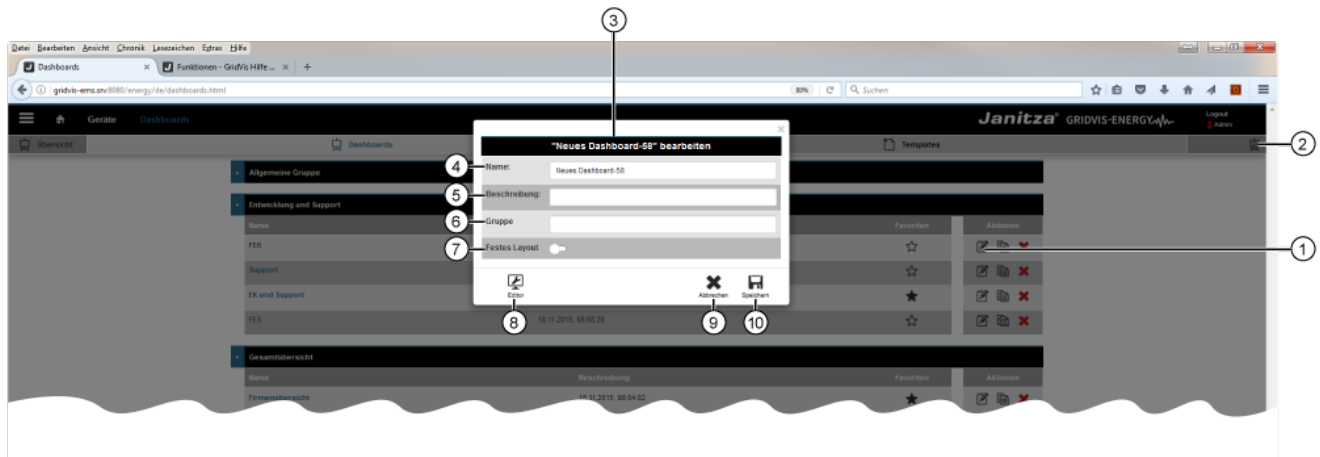 3
Datei Bearbeiten Ansicht Chronik Lesezeichen Extras Hilfe
Dashboards × Funktionen - GridVis Hilfe ... × +
gridvis-ems.srv:8080/energy/de/dashboards.html 80% Suchen
Geräte Dashboards Janitza® GRIDVIS-ENERGY Logout
Admin
Übersicht Dashboards Templates 2
"Neues Dashboard-58" bearbeiten
Allgemeine Gruppe
4 Name: Neues Dashboard-58
5 Beschreibung:
Entwicklung und Support
6 Gruppe
Name Favoriten Aktionen
7 Festes Layout
FER 1
Support
EK und Support
Editor Abbrechen Speichern
8 9 10
FES 18.11.2015, 08:58:28
Gesamtübersicht
Name Beschreibung Favoriten Aktionen
Firmenübersicht 18.11.2015, 08:04:02